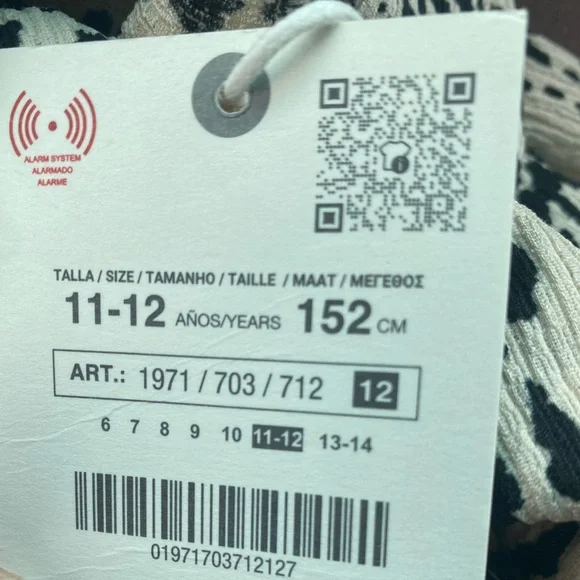 ALARM SYSTEM
ALARMADO
ALARME
TALLA / SIZE / TAMANHO / TAILLE / MAAT / ΜΕΓΕΘΟΣ
11-12 AÑOS/YEARS 152 CM
ART.: 1971 / 703 / 712 12
6 7 8 9 10 11-12 13-14
01971703712127